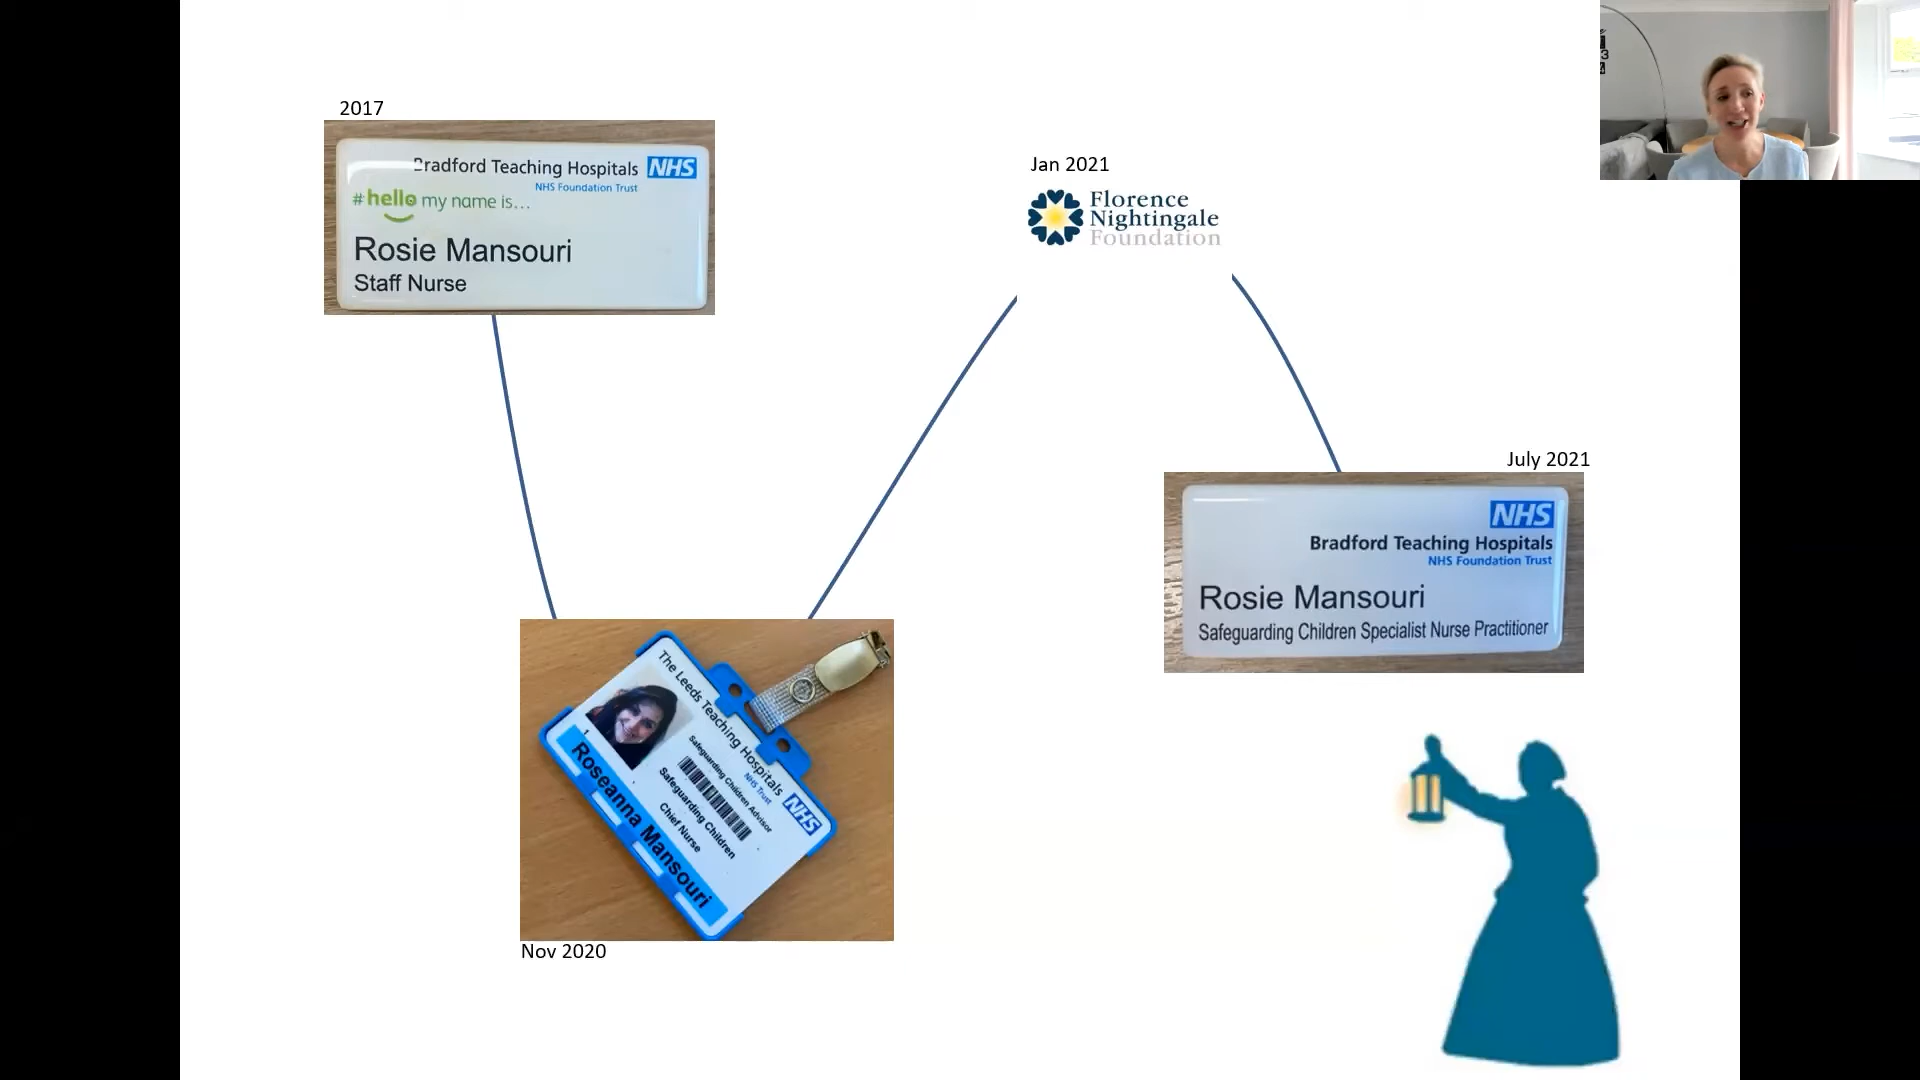 2017
Bradford Teaching Hospitals NHS
NHS Foundation Trust
#hello my name is...
Rosie Mansouri
Staff Nurse
Jan 2021
Florence
Nightingale
Foundation
July 2021
NHS
Bradford Teaching Hospitals
NHS Foundation Trust
Rosie Mansouri
Safeguarding Children Specialist Nurse Practitioner
The Leeds Teaching Hospitals NHS
NHS Trust
Safeguarding Children Advisor
Safeguarding Children
Chief Nurse
Roseanna Mansouri
Nov 2020
3